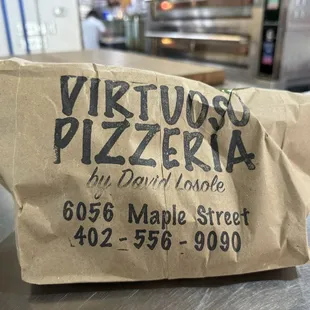 VIRTUOSO
PIZZERIA
by David Losole
6056 Maple Street
402-556-9090